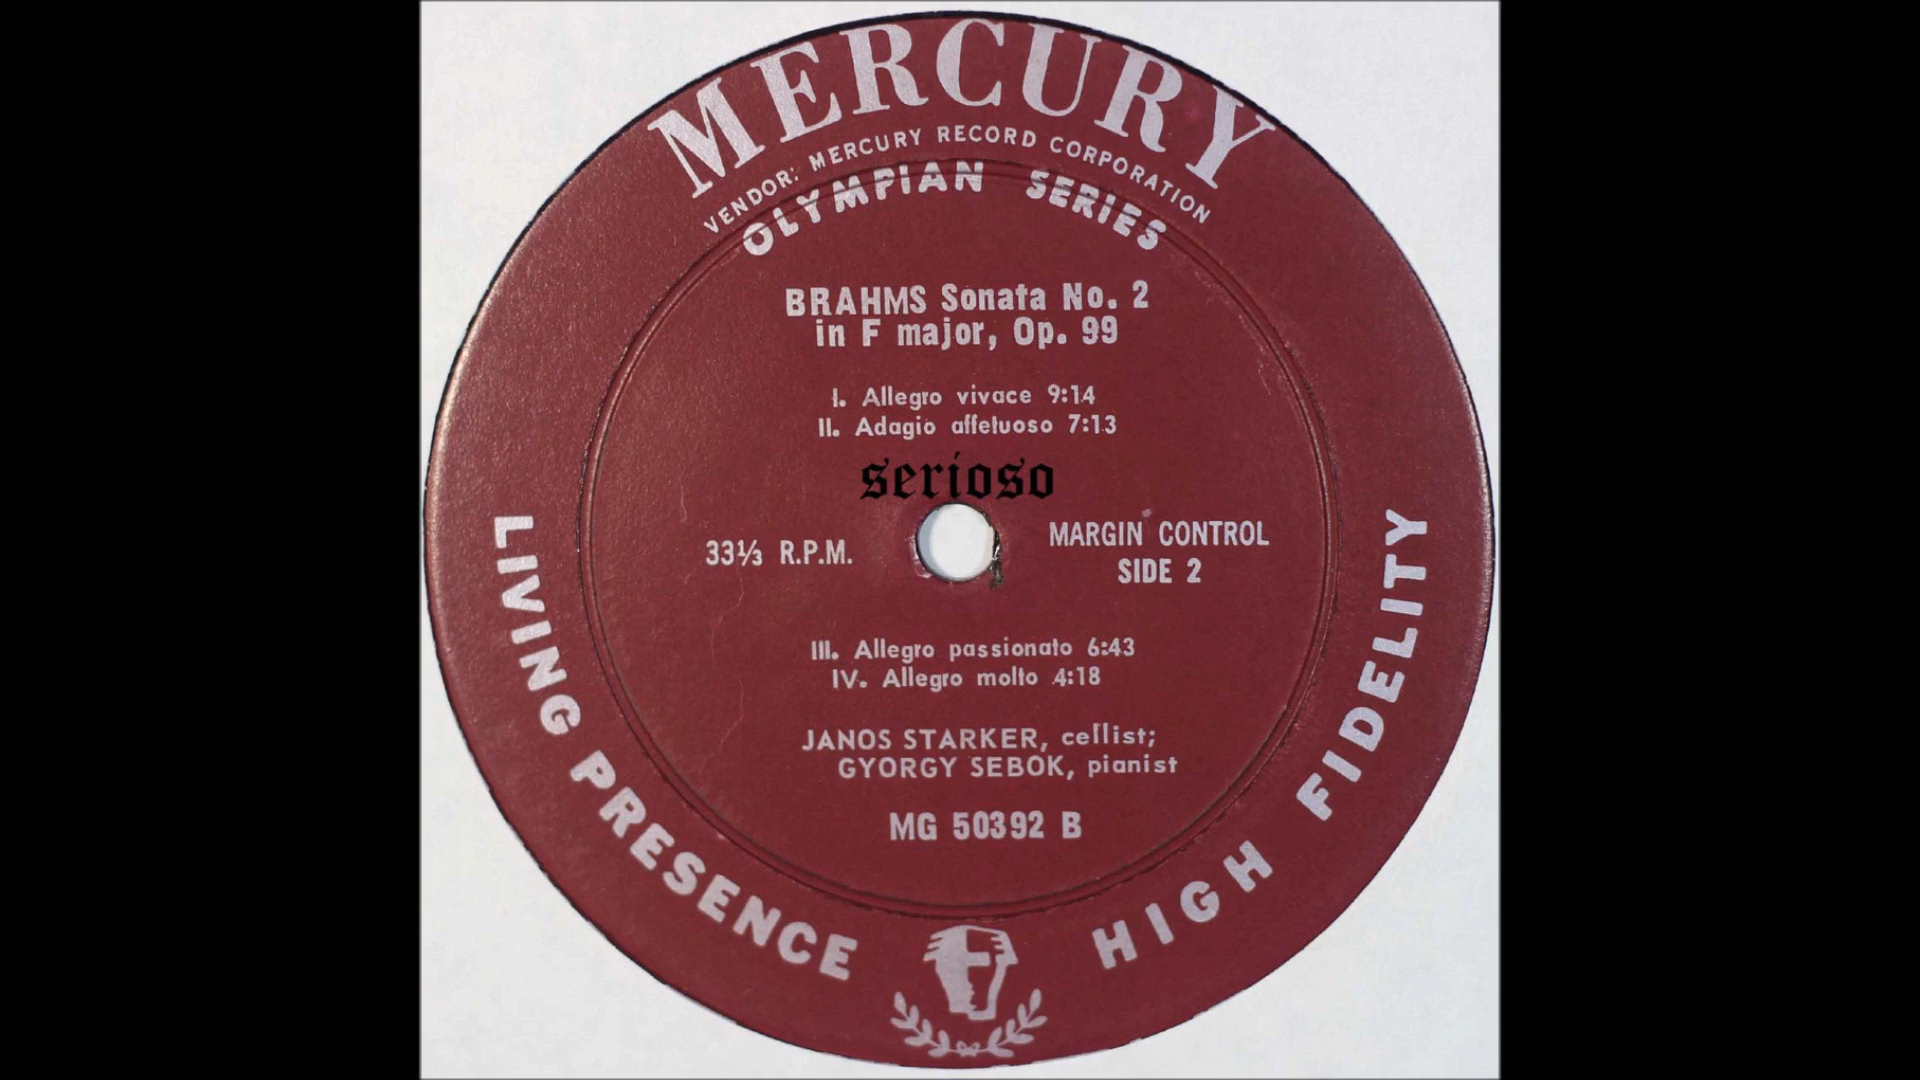 MERCURY
VENDOR: MERCURY RECORD CORPORATION
OLYMPIAN SERIES
BRAHMS Sonata No. 2
in F major, Op. 99
I. Allegro vivace 9:14
II. Adagio affetuoso 7:13
serioso
33⅓ R.P.M.
MARGIN CONTROL
SIDE 2
III. Allegro passionato 6:43
IV. Allegro molto 4:18
JANOS STARKER, cellist;
GYORGY SEBOK, pianist
MG 50392 B
LIVING PRESENCE
HIGH FIDELITY